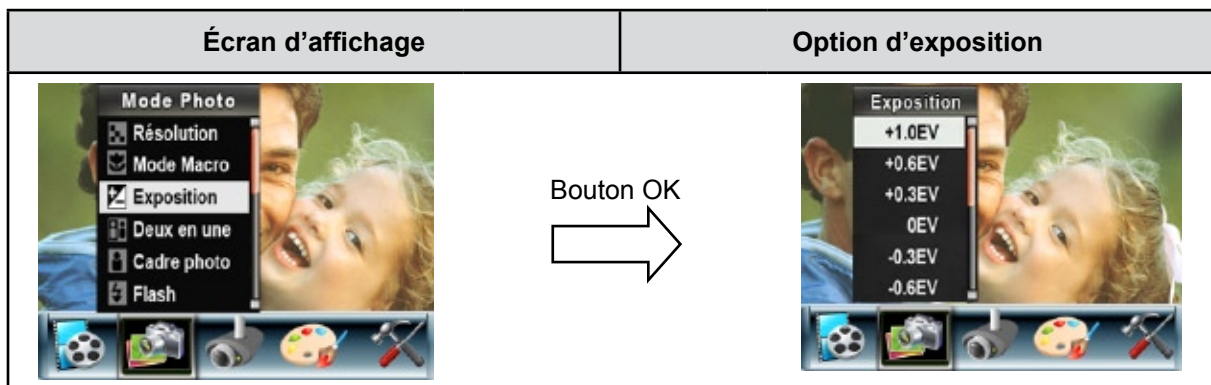 Écran d'affichage
Option d'exposition
Mode Photo
Résolution
Mode Macro
Exposition
Deux en une
Cadre photo
Flash
Bouton OK
Exposition
+1.0EV
+0.6EV
+0.3EV
0EV
-0.3EV
-0.6EV